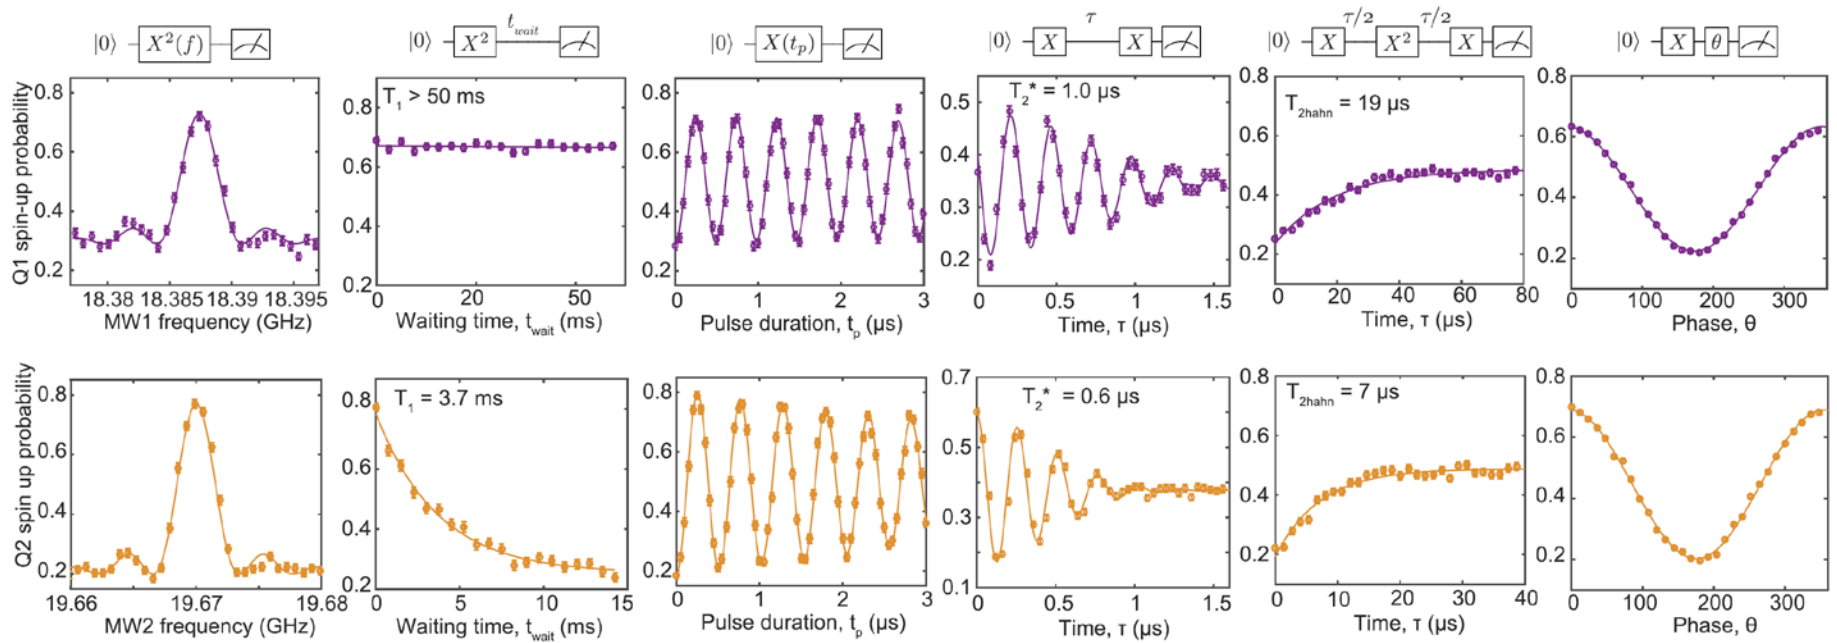 |0⟩ X²(f)
|0⟩ X² t_wait
|0⟩ X(t_p)
|0⟩ X τ X
|0⟩ X τ/2 X² τ/2 X
|0⟩ X θ
Q1 spin-up probability
0.8
0.6
0.4
0.2
18.38 18.385 18.39 18.395
MW1 frequency (GHz)
T₁ > 50 ms
0.8
0.6
0.4
0.2
0 20 50
Waiting time, t_wait (ms)
0.8
0.6
0.4
0.2
0 1 2 3
Pulse duration, t_p (µs)
T₂* = 1.0 µs
0.5
0.4
0.3
0.2
0 0.5 1 1.5
Time, τ (µs)
T_2hahn = 19 µs
0.8
0.6
0.4
0.2
0 20 40 60 80
Time, τ (µs)
0.8
0.6
0.4
0.2
0 100 200 300
Phase, θ
Q2 spin up probability
0.8
0.6
0.4
0.2
19.66 19.67 19.68
MW2 frequency (GHz)
T₁ = 3.7 ms
0.8
0.6
0.4
0.2
0 5 10 15
Waiting time, t_wait (ms)
0.8
0.6
0.4
0.2
0 1 2 3
Pulse duration, t_p (µs)
T₂* = 0.6 µs
0.7
0.5
0.3
0.1
0 0.5 1 1.5
Time, τ (µs)
T_2hahn = 7 µs
0.8
0.6
0.4
0.2
0 10 20 30 40
Time, τ (µs)
0.8
0.6
0.4
0.2
0 100 200 300
Phase, θ